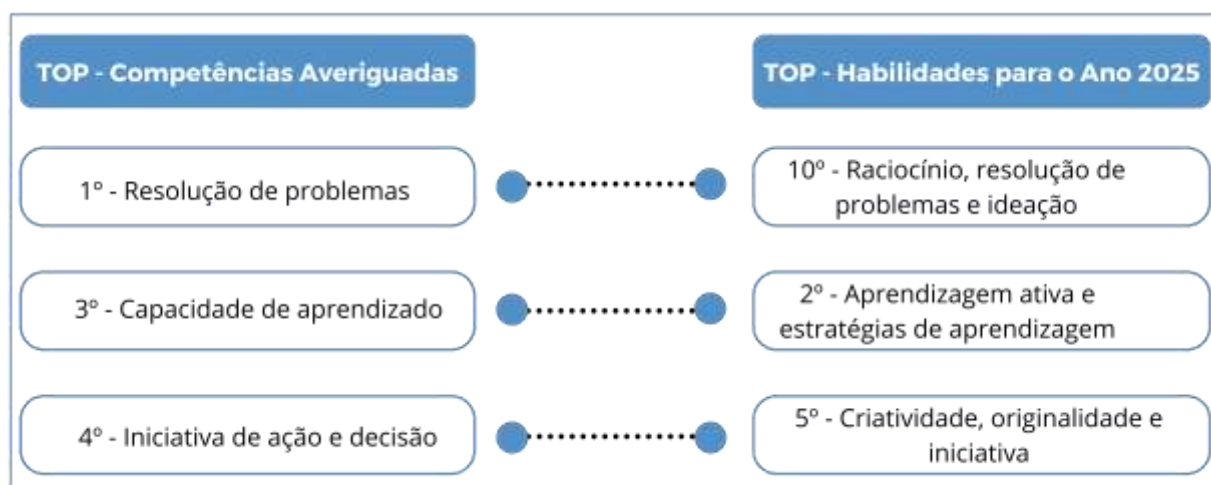 TOP - Competências Averiguadas
TOP - Habilidades para o Ano 2025
1º - Resolução de problemas
10º - Raciocínio, resolução de
problemas e ideação
3º - Capacidade de aprendizado
2º - Aprendizagem ativa e
estratégias de aprendizagem
4º - Iniciativa de ação e decisão
5º - Criatividade, originalidade e
iniciativa